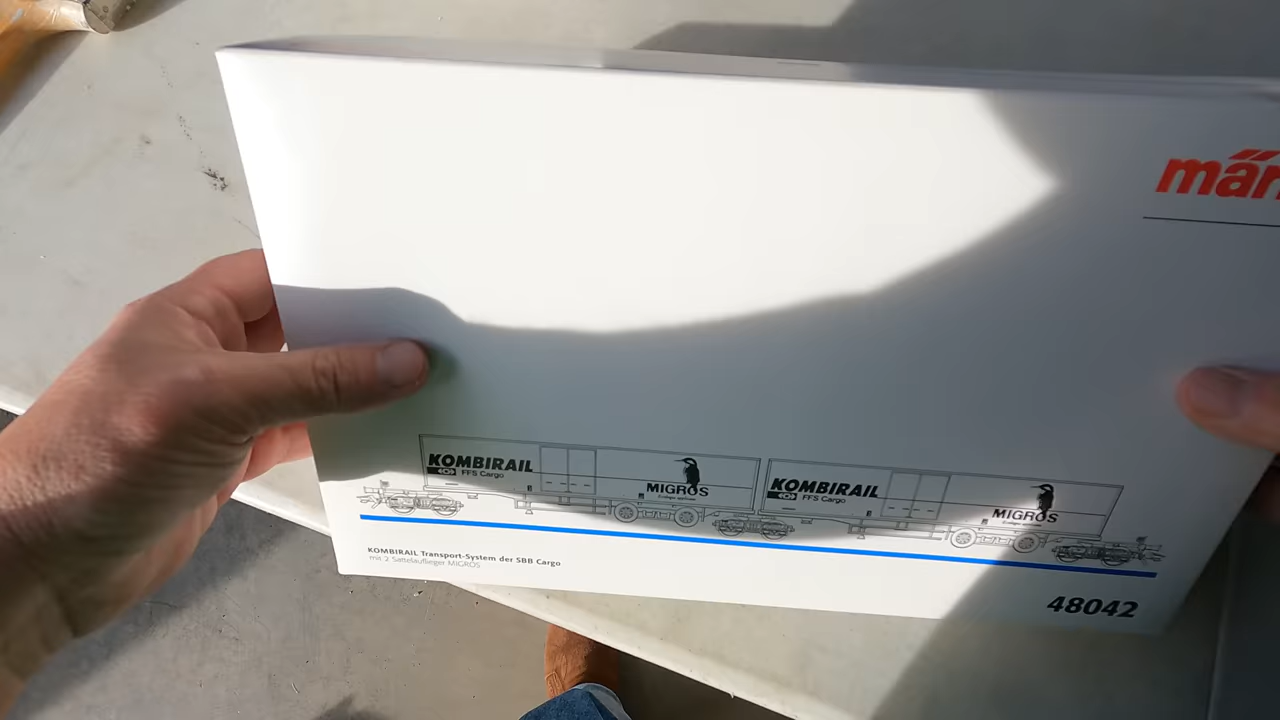 mär
KOMBIRAIL
FFS Cargo
MIGROS
KOMBIRAIL
FFS Cargo
MIGROS
KOMBIRAIL Transport-System der SBB Cargo
mit 2 Sattelauflieger MIGROS
48042